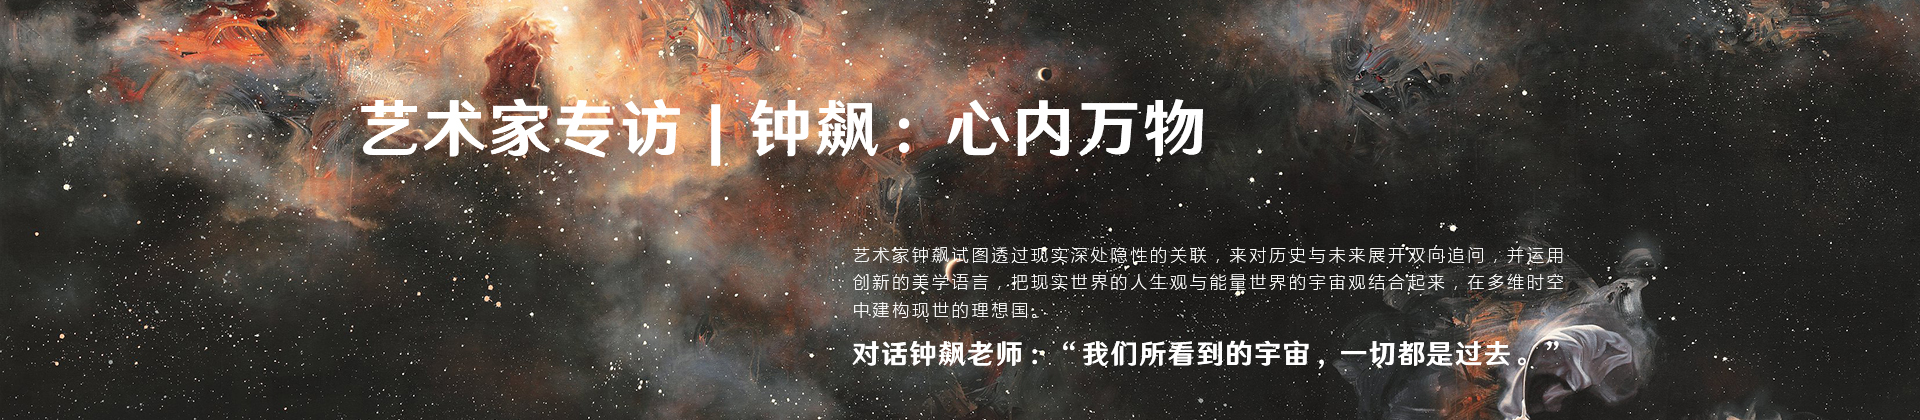 艺术家专访 | 钟飙：心内万物
艺术家钟飙试图透过现实深处隐性的关联，来对历史与未来展开双向追问，并运用
创新的美学语言，把现实世界的人生观与能量世界的宇宙观结合起来，在多维时空
中建构现世的理想国。
对话钟飙老师：“我们所看到的宇宙，一切都是过去。”